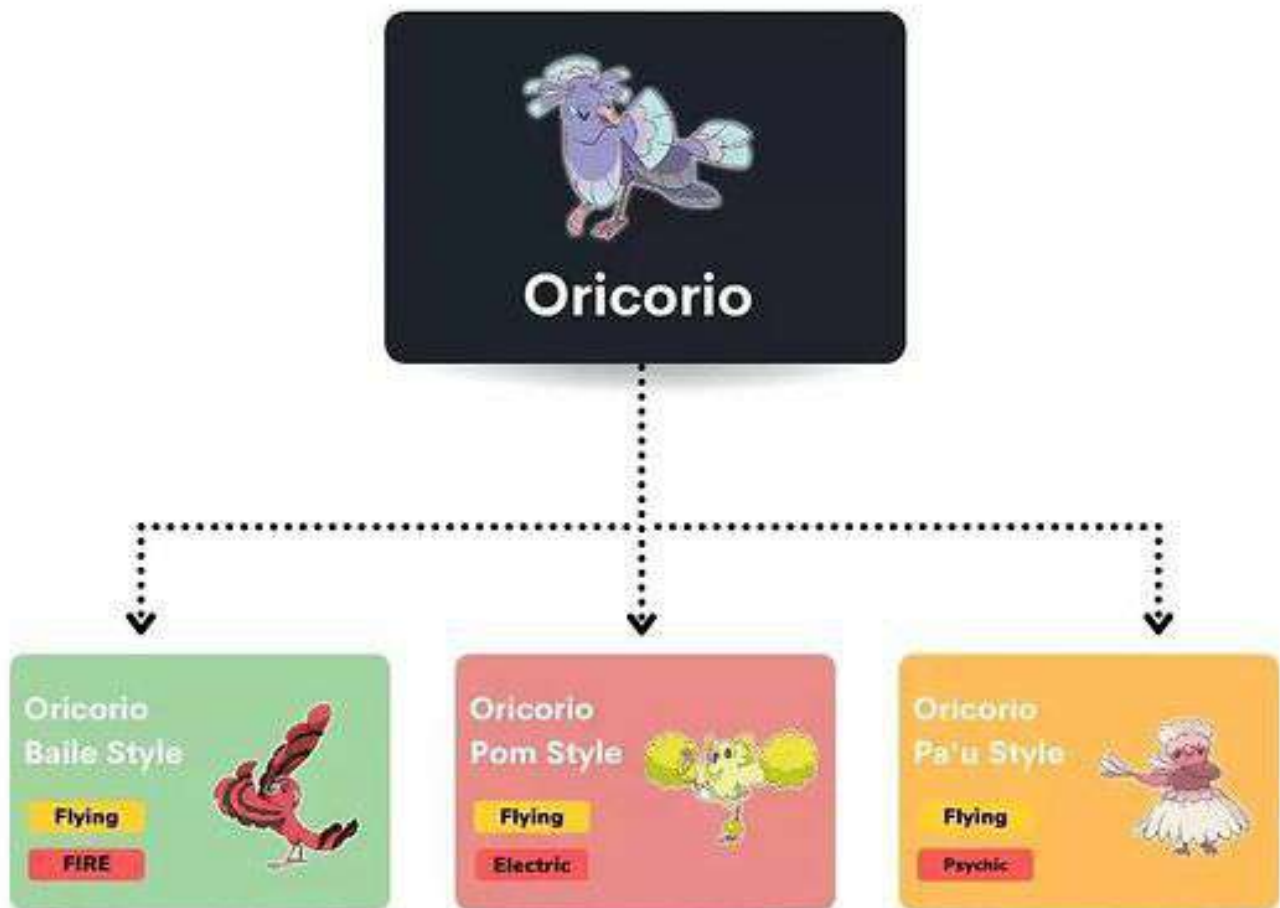 Oricorio
Oricorio
Baile Style
Flying
FIRE
Oricorio
Pom Style
Flying
Electric
Oricorio
Pa'u Style
Flying
Psychic